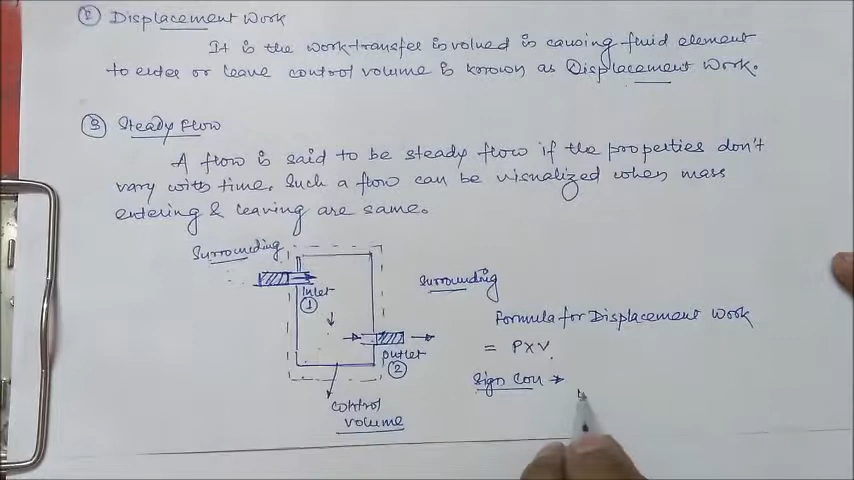 ② Displacement Work
It is the work-transfer involved is causing fluid element
to enter or leave control volume is known as Displacement Work.
③ Steady Flow
A flow is said to be steady flow if the properties don't
vary with time. Such a flow can be visualized when mass
entering & leaving are same.
Surrounding
Surrounding
Inlet
①
Formula for Displacement Work
= P×V.
outlet
②
Sign Con →
control
volume